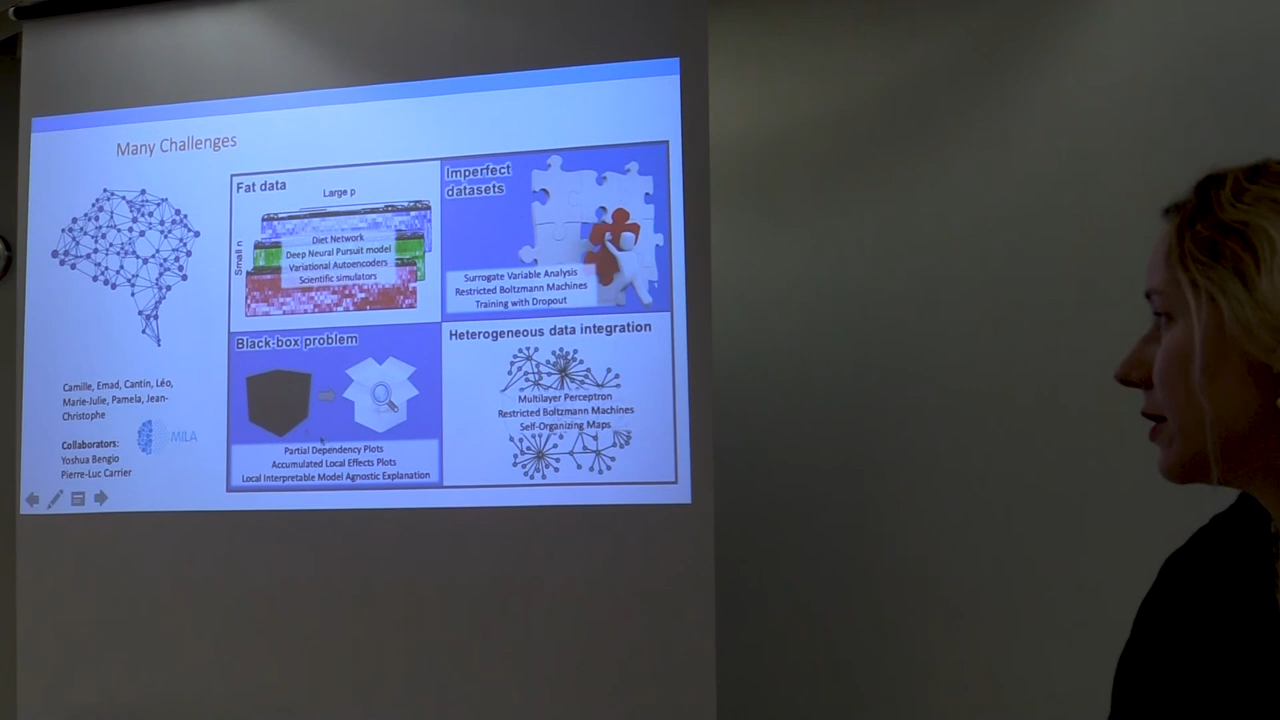 Many Challenges
Fat data
Large p
Small n
Diet Network
Deep Neural Pursuit model
Variational Autoencoders
Scientific simulators
Imperfect
datasets
Surrogate Variable Analysis
Restricted Boltzmann Machines
Training with Dropout
Black-box problem
Partial Dependency Plots
Accumulated Local Effects Plots
Local Interpretable Model Agnostic Explanation
Heterogeneous data integration
Multilayer Perceptron
Restricted Boltzmann Machines
Self-Organizing Maps
Camille, Emad, Cantin, Léo,
Marie-Julie, Pamela, Jean-
Christophe
MILA
Collaborators:
Yoshua Bengio
Pierre-Luc Carrier